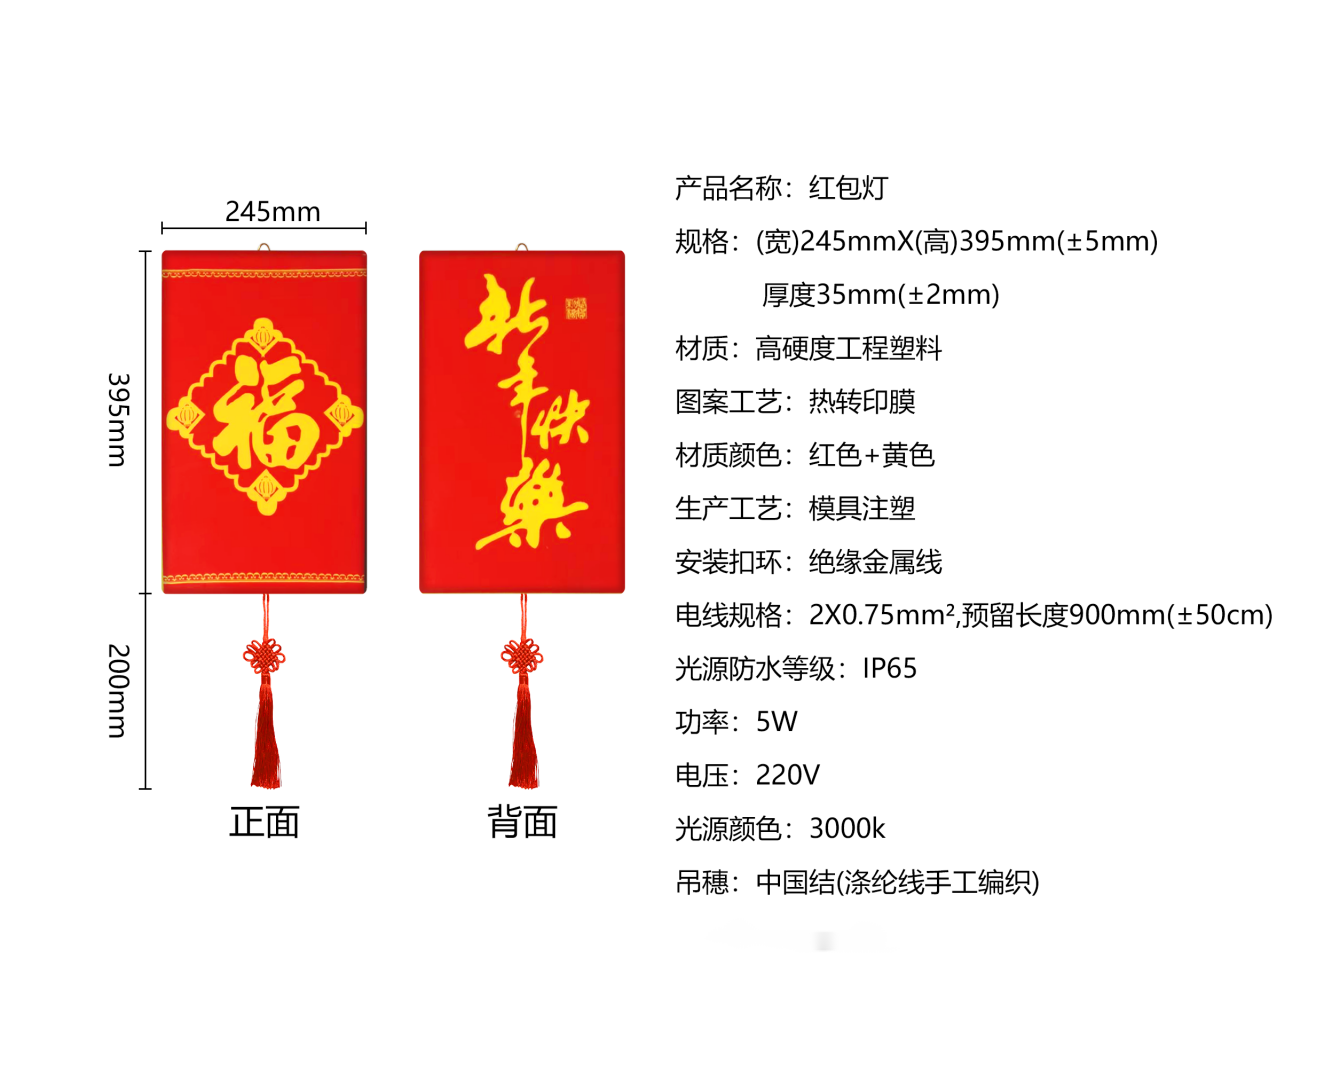 245mm
395mm
200mm
福
新年快樂
正面
背面
产品名称：红包灯
规格：(宽)245mmX(高)395mm(±5mm)
厚度35mm(±2mm)
材质：高硬度工程塑料
图案工艺：热转印膜
材质颜色：红色+黄色
生产工艺：模具注塑
安装扣环：绝缘金属线
电线规格：2X0.75mm²,预留长度900mm(±50cm)
光源防水等级：IP65
功率：5W
电压：220V
光源颜色：3000k
吊穗：中国结(涤纶线手工编织)